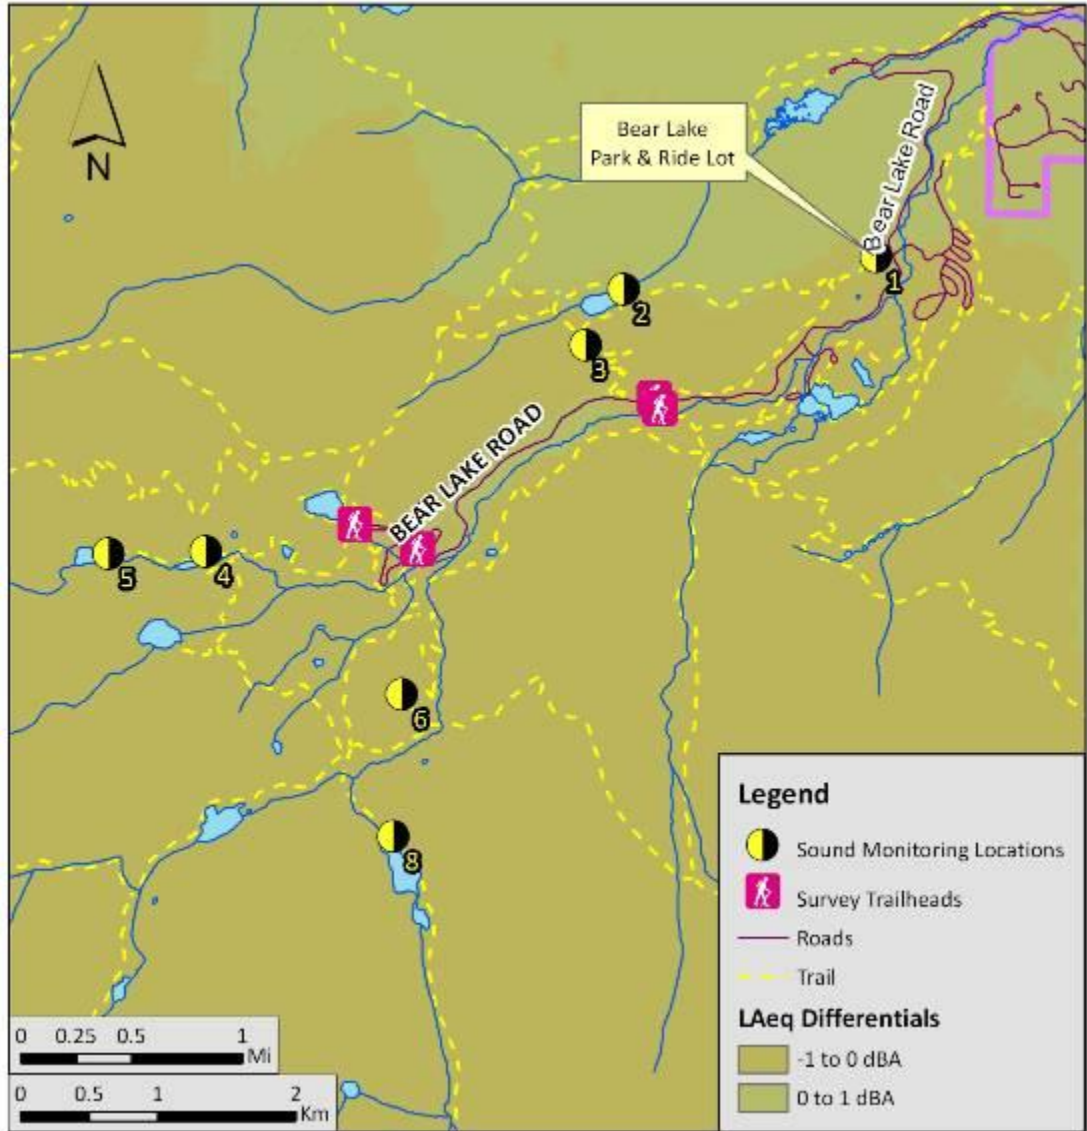 N
Bear Lake
Park & Ride Lot
Bear Lake Road
1
2
3
BEAR LAKE ROAD
5
4
6
8
Legend
Sound Monitoring Locations
Survey Trailheads
Roads
Trail
LAeq Differentials
-1 to 0 dBA
0 to 1 dBA
0 0.25 0.5 1
Mi
0 0.5 1 2
Km